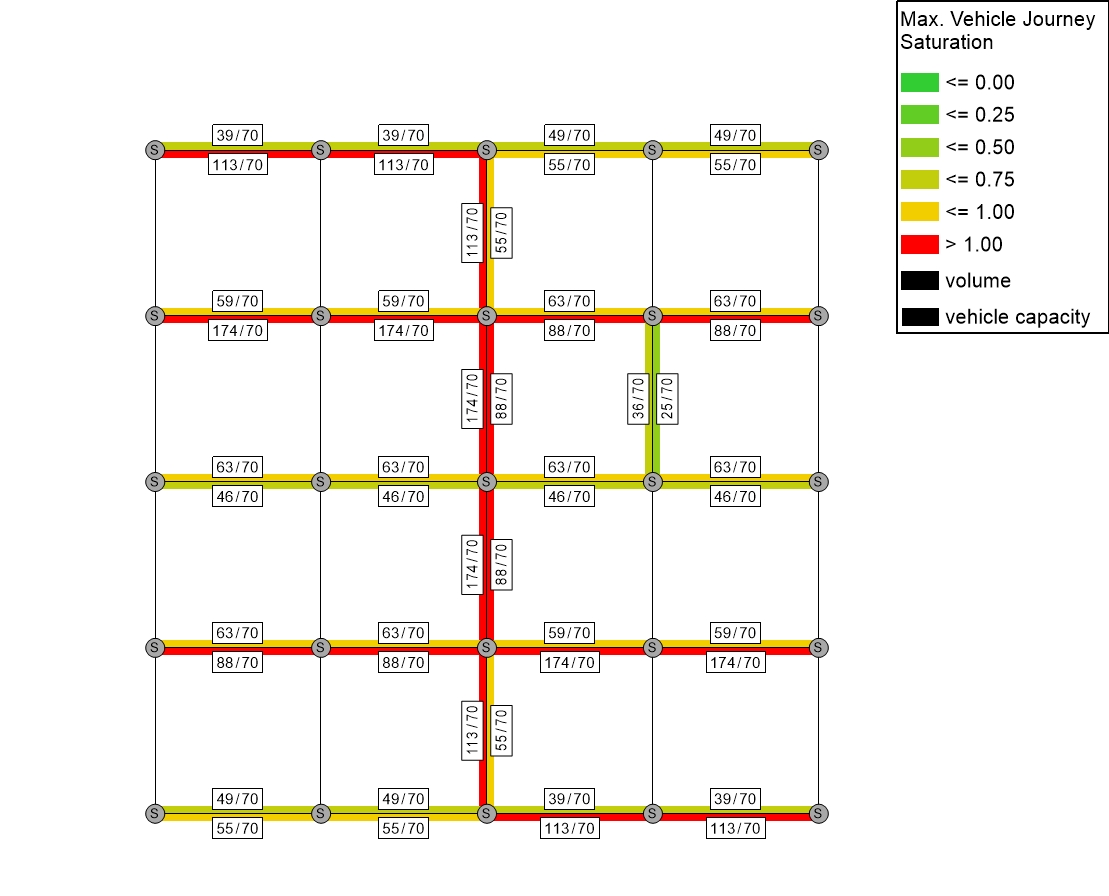 Max. Vehicle Journey
Saturation
<= 0.00
<= 0.25
<= 0.50
<= 0.75
<= 1.00
> 1.00
volume
vehicle capacity
39/70 39/70 49/70 49/70
S S S S S
113/70 113/70 55/70 55/70
113/70 55/70
59/70 59/70 63/70 63/70
S S S S S
174/70 174/70 88/70 88/70
174/70 88/70 36/70 25/70
63/70 63/70 63/70 63/70
S S S S S
46/70 46/70 46/70 46/70
174/70 88/70
63/70 63/70 59/70 59/70
S S S S S
88/70 88/70 174/70 174/70
113/70 55/70
49/70 49/70 39/70 39/70
S S S S S
55/70 55/70 113/70 113/70